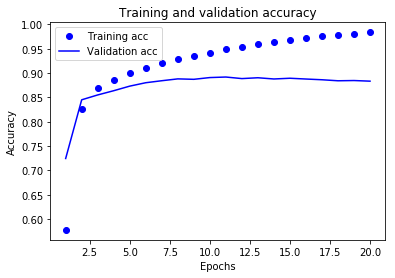 Training and validation accuracy
1.00
0.95
0.90
0.85
0.80
0.75
0.70
0.65
0.60
Accuracy
Training acc
Validation acc
2.5 5.0 7.5 10.0 12.5 15.0 17.5 20.0
Epochs